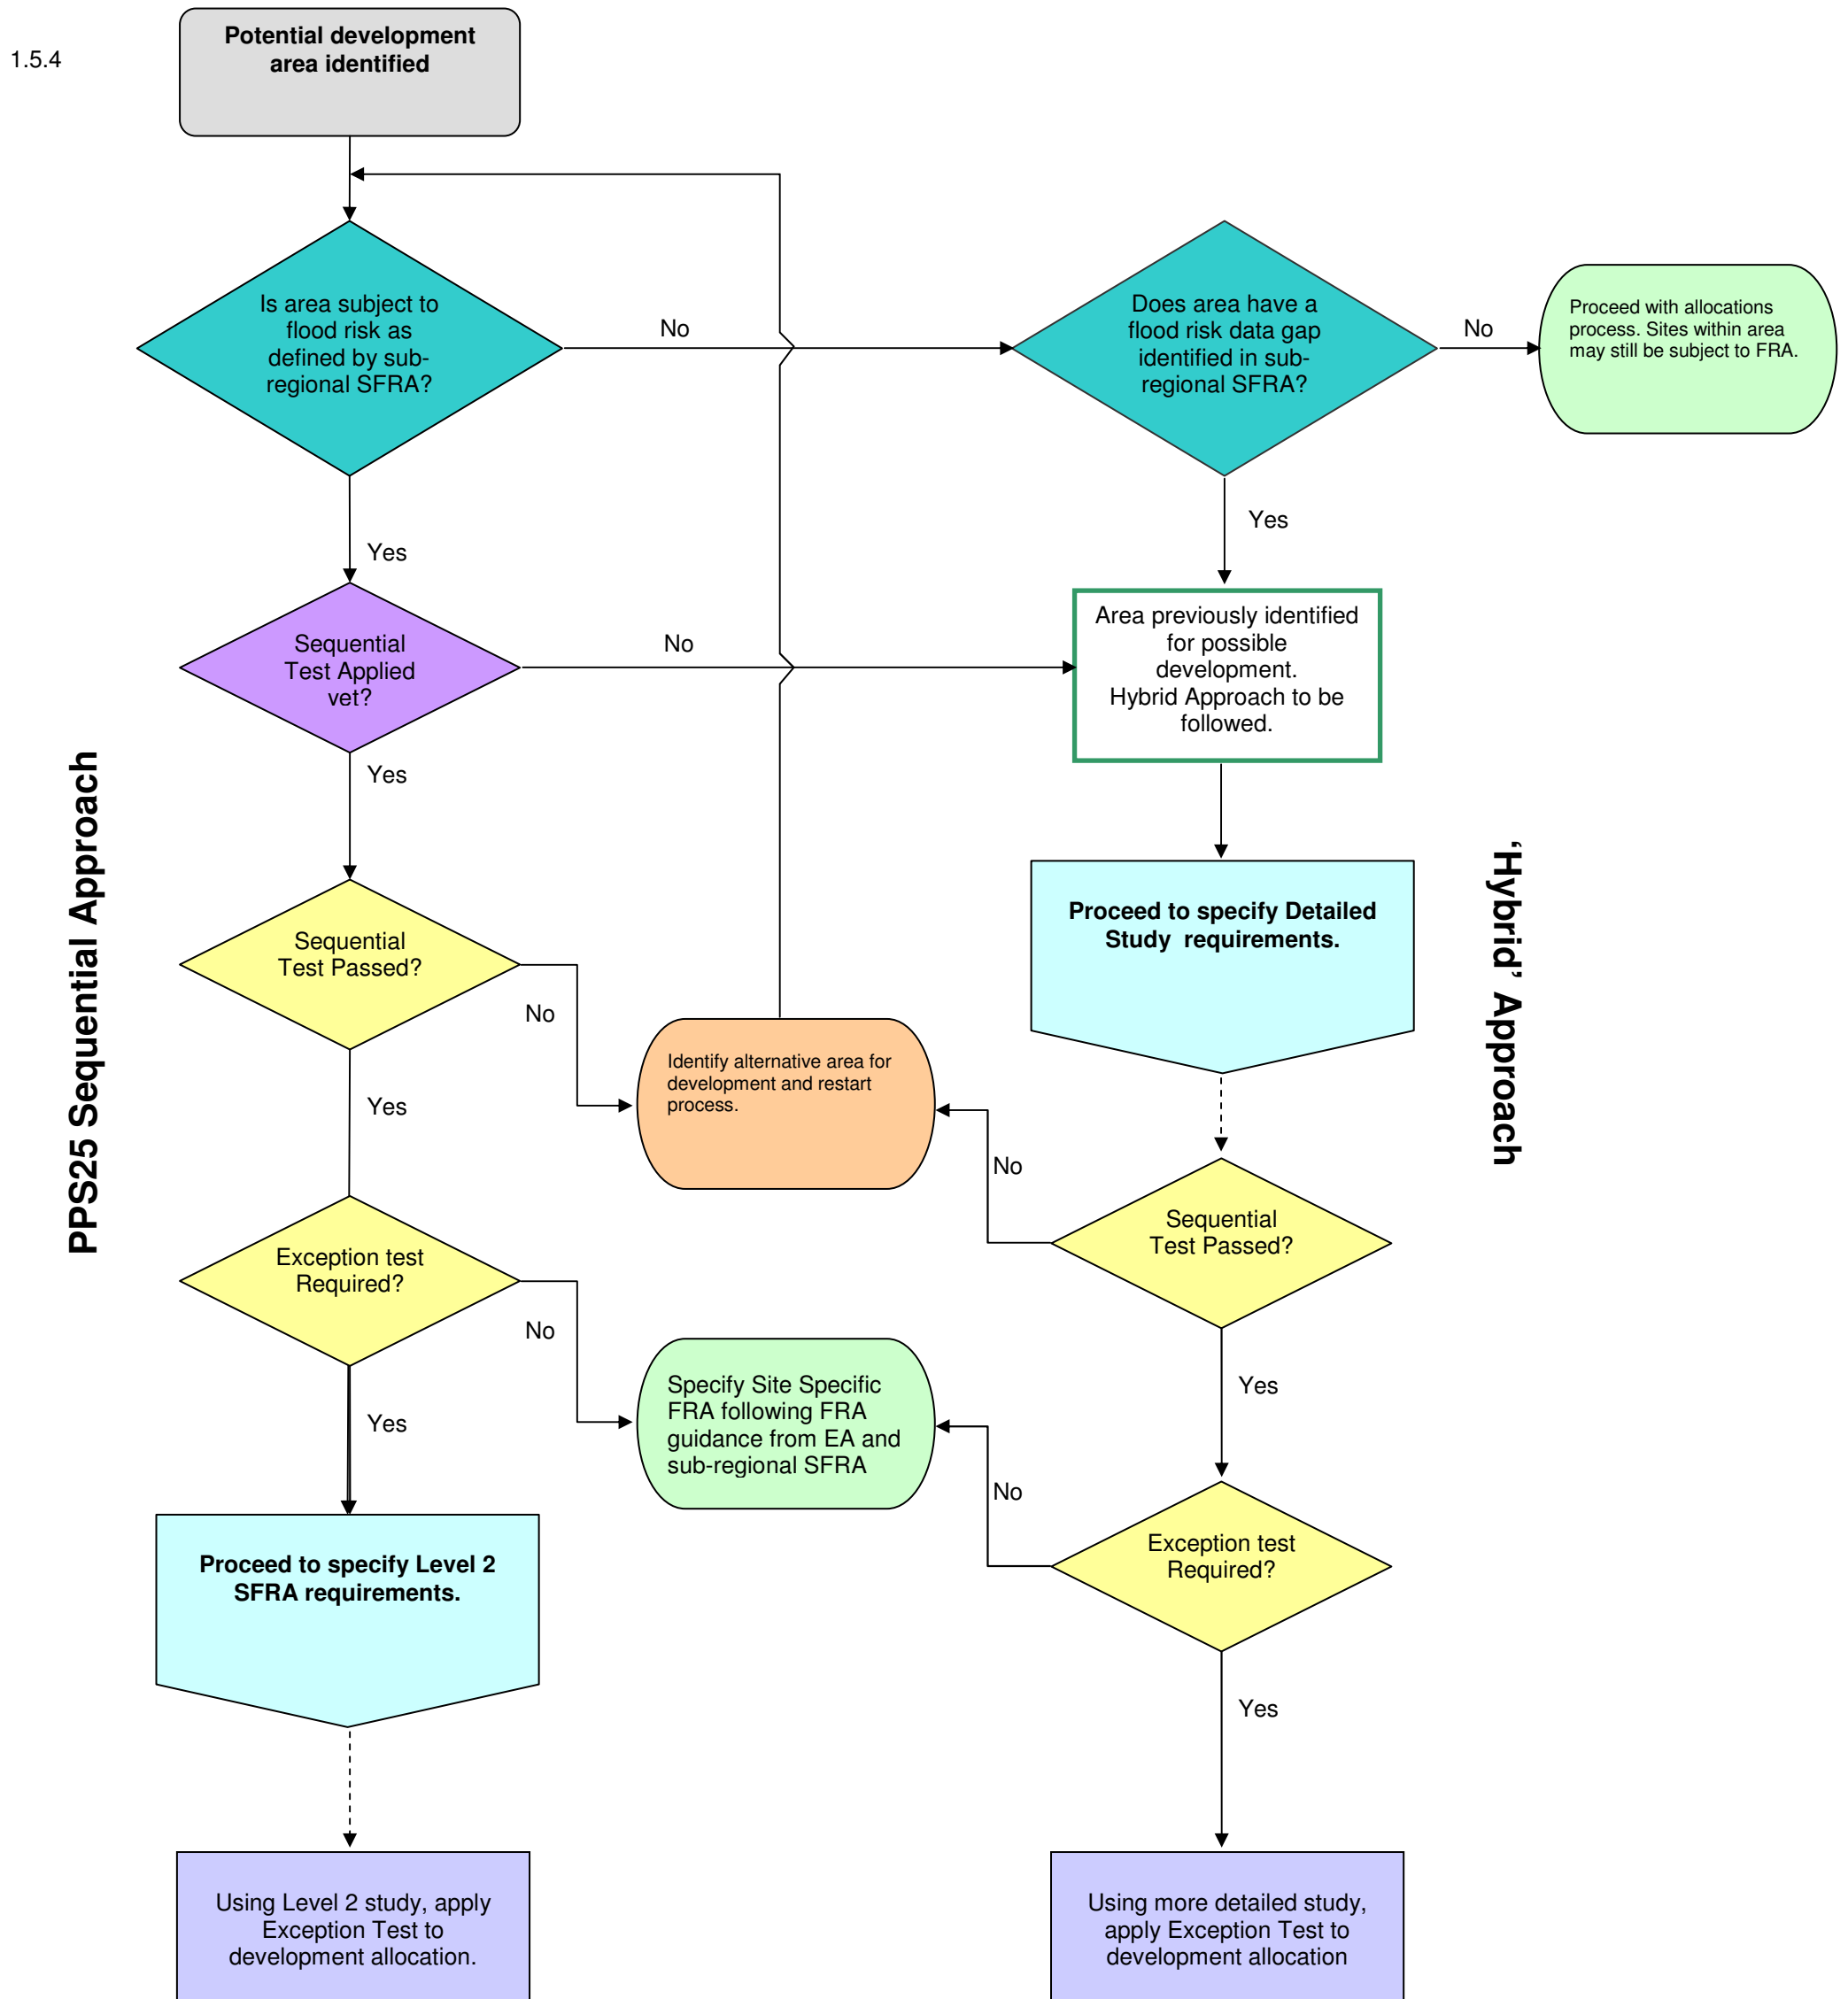 1.5.4
Potential development
area identified
Is area subject to
flood risk as
defined by sub-
regional SFRA?
No
Does area have a
flood risk data gap
identified in sub-
regional SFRA?
No
Proceed with allocations
process. Sites within area
may still be subject to FRA.
Yes
Yes
Sequential
Test Applied
vet?
No
Area previously identified
for possible
development.
Hybrid Approach to be
followed.
Yes
PPS25 Sequential Approach
'Hybrid' Approach
Sequential
Test Passed?
No
Proceed to specify Detailed
Study requirements.
Identify alternative area for
development and restart
process.
Yes
No
Sequential
Test Passed?
Exception test
Required?
No
Specify Site Specific
FRA following FRA
guidance from EA and
sub-regional SFRA
Yes
Yes
No
Exception test
Required?
Proceed to specify Level 2
SFRA requirements.
Yes
Using Level 2 study, apply
Exception Test to
development allocation.
Using more detailed study,
apply Exception Test to
development allocation